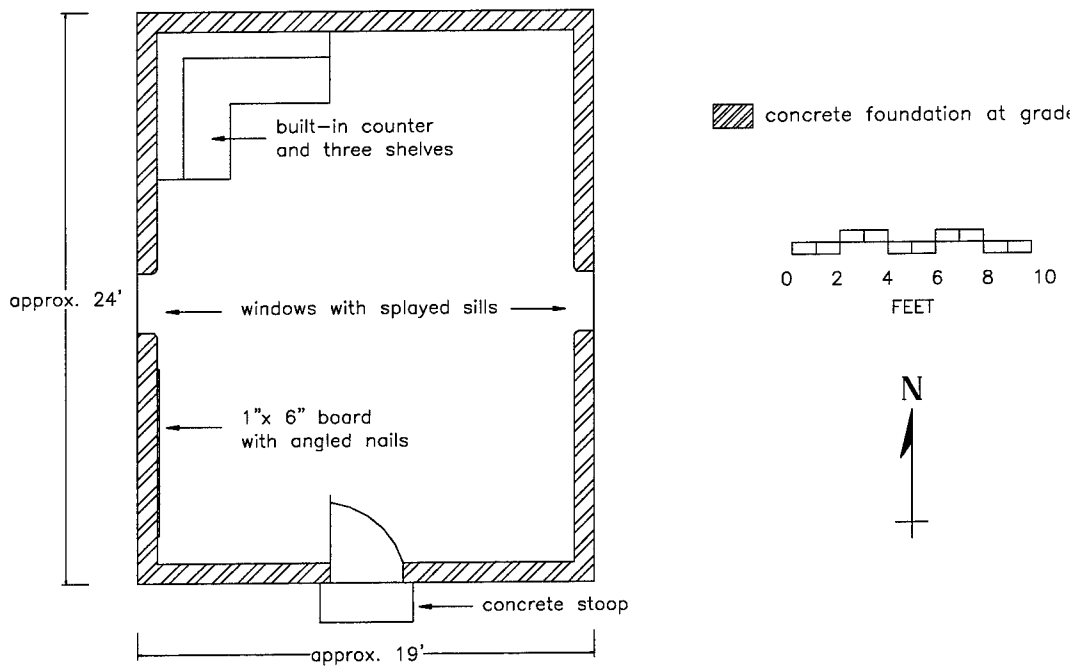 built-in counter
and three shelves
concrete foundation at grade
approx. 24'
windows with splayed sills
0 2 4 6 8 10
FEET
N
1"x 6" board
with angled nails
concrete stoop
approx. 19'